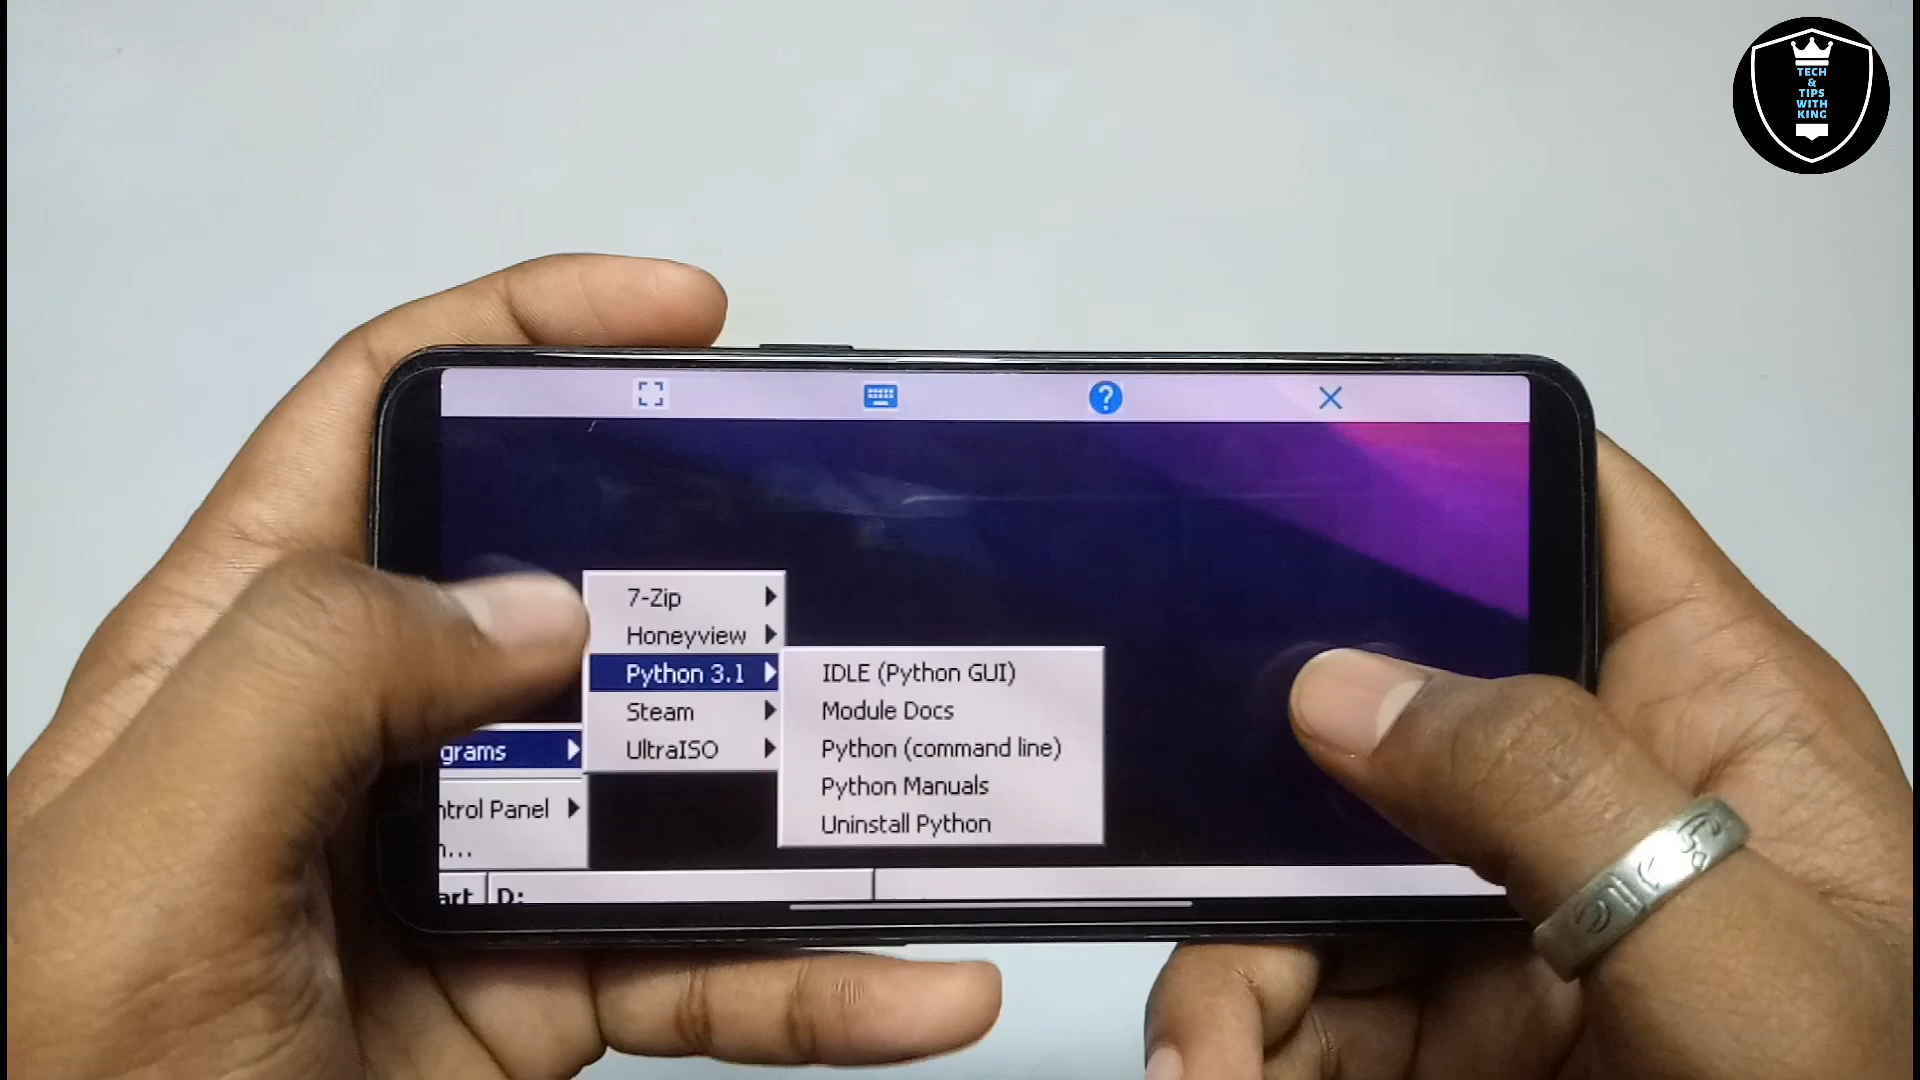 TECH
&
TIPS
WITH
KING
?
7-Zip
Honeyview
Python 3.1
Steam
UltraISO
IDLE (Python GUI)
Module Docs
Python (command line)
Python Manuals
Uninstall Python
grams
ntrol Panel
n...
art
D: